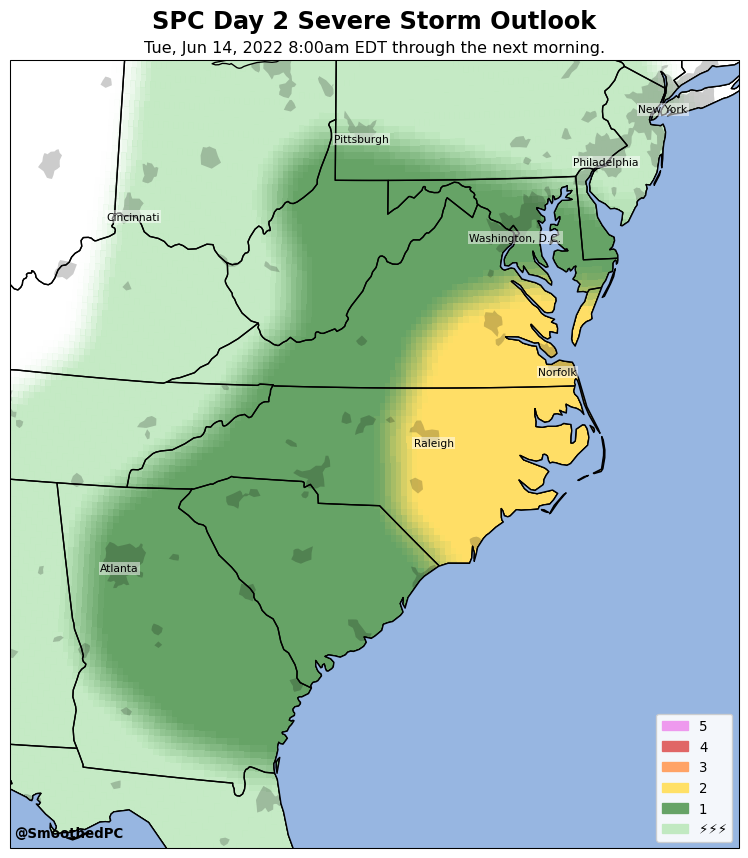 SPC Day 2 Severe Storm Outlook
Tue, Jun 14, 2022 8:00am EDT through the next morning.
New York
Pittsburgh
Philadelphia
Cincinnati
Washington, D.C.
Norfolk
Raleigh
Atlanta
5
4
3
2
1
⚡⚡⚡
@SmoothedPC